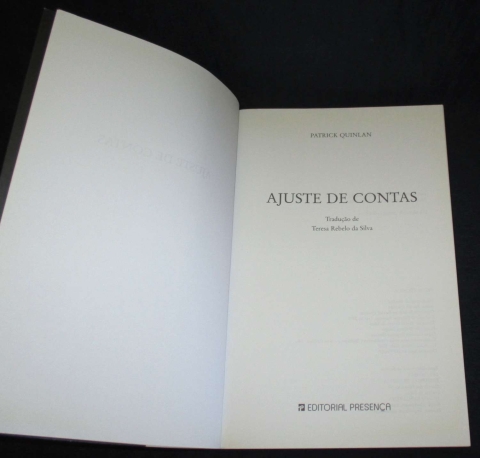 PATRICK QUINLAN
AJUSTE DE CONTAS
Tradução de
Teresa Rebelo da Silva
EDITORIAL PRESENÇA